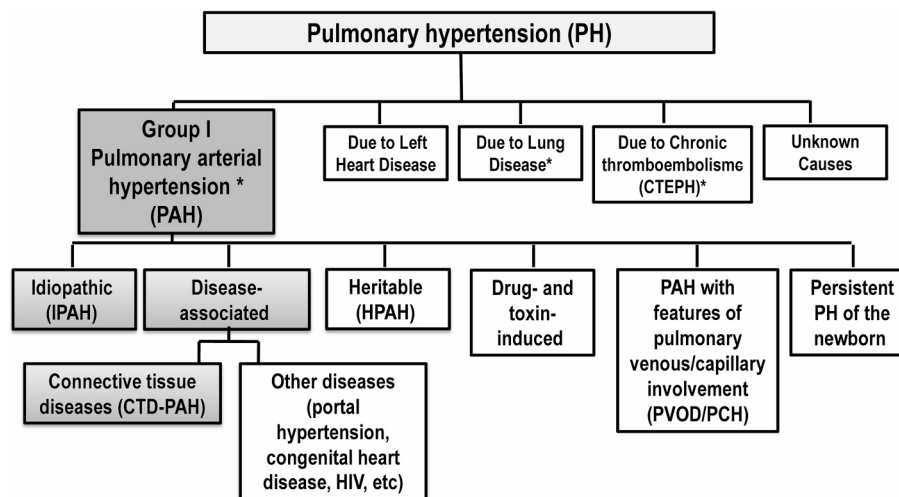 Pulmonary hypertension (PH)
Group I
Pulmonary arterial
hypertension *
(PAH)
Due to Left
Heart Disease
Due to Lung
Disease*
Due to Chronic
thromboembolisme
(CTEPH)*
Unknown
Causes
Idiopathic
(IPAH)
Disease-
associated
Heritable
(HPAH)
Drug- and
toxin-
induced
PAH with
features of
pulmonary
venous/capillary
involvement
(PVOD/PCH)
Persistent
PH of the
newborn
Connective tissue
diseases (CTD-PAH)
Other diseases
(portal
hypertension,
congenital heart
disease, HIV, etc)